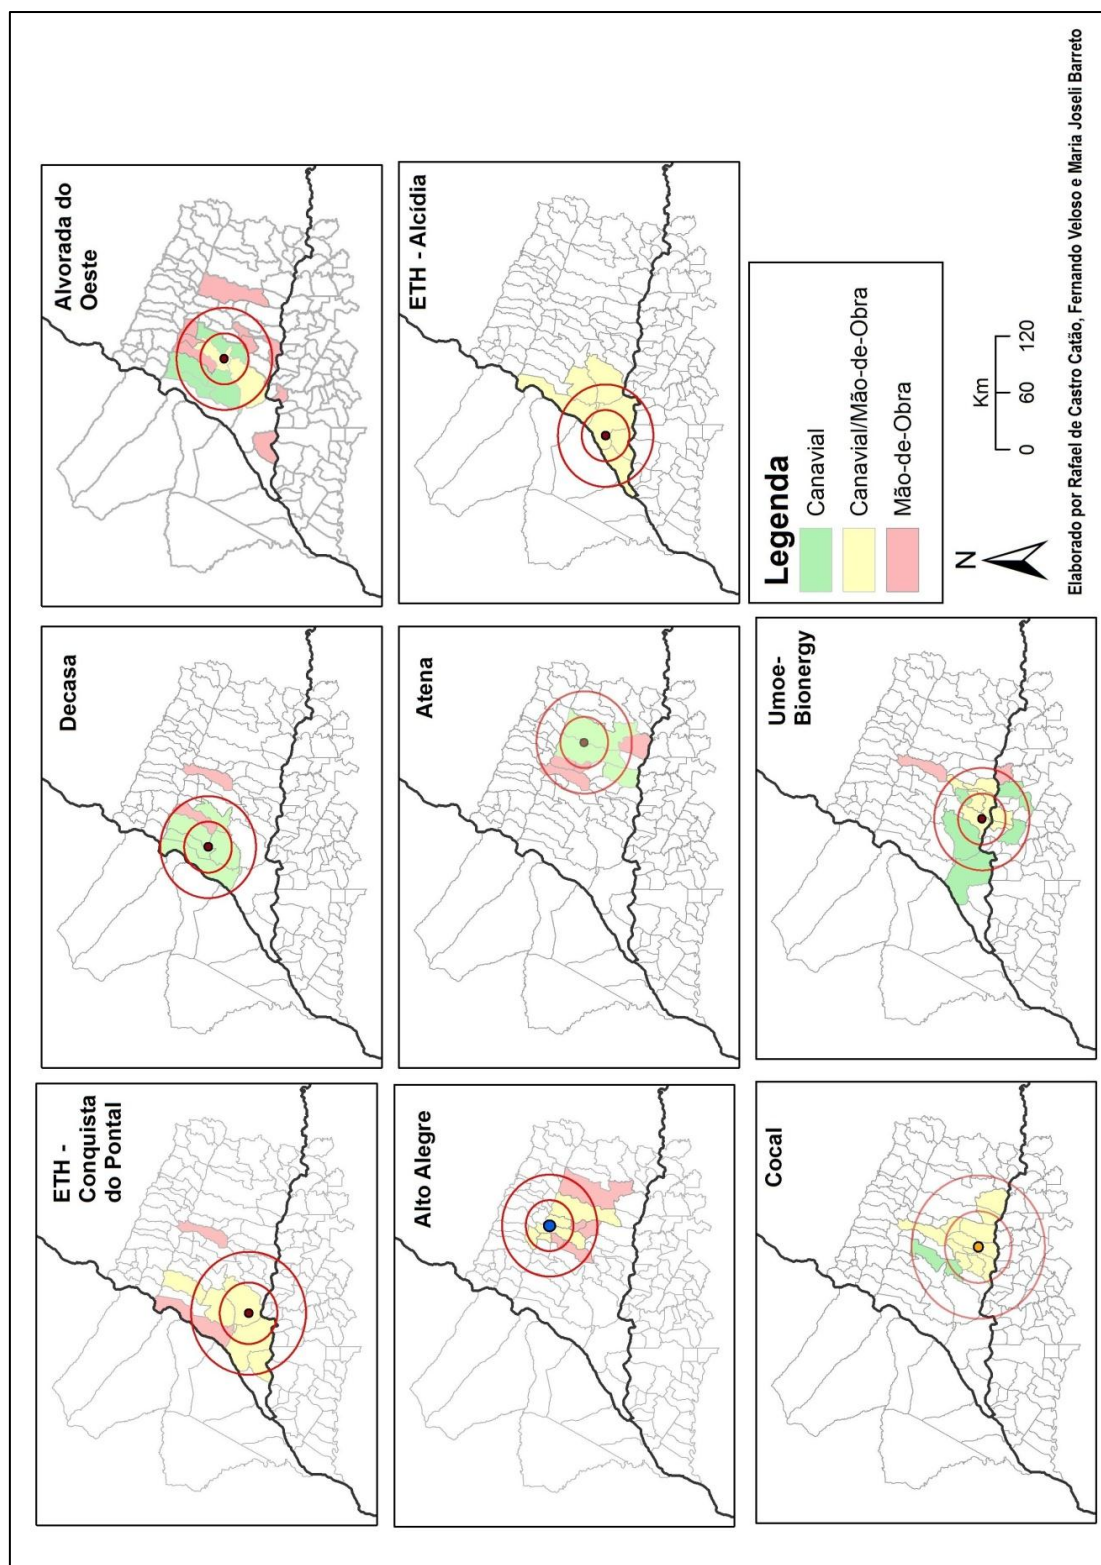 ETH -
Conquista
do Pontal
Decasa
Alvorada do
Oeste
Alto Alegre
Atena
ETH - Alcídia
Cocal
Umoe-
Bionergy
Legenda
Canavial
Canavial/Mão-de-Obra
Mão-de-Obra
N
Km
0 60 120
Elaborado por Rafael de Castro Catão, Fernando Veloso e Maria Joseli Barreto